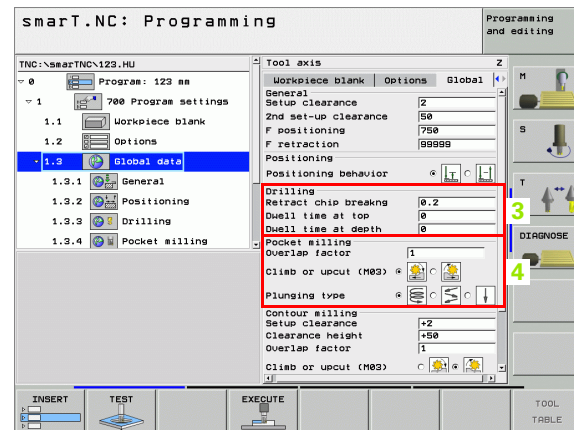 smarT.NC: Programming
Programming
and editing
TNC:\smarTNC\123.HU
0 Program: 123 mm
1 700 Program settings
1.1 Workpiece blank
1.2 Options
1.3 Global data
1.3.1 General
1.3.2 Positioning
1.3.3 Drilling
1.3.4 Pocket milling
Tool axis Z
Workpiece blank Options Global
General
Setup clearance 2
2nd set-up clearance 50
F positioning 750
F retraction 99999
Positioning
Positioning behavior
Drilling
Retract chip breakng 0.2
Dwell time at top 0
Dwell time at depth 0
3
Pocket milling
Overlap factor 1
Climb or upcut (M03)
4
Plunging type
Contour milling
Setup clearance +2
Clearance height +50
Overlap factor 1
Climb or upcut (M03)
M
S
T
DIAGNOSE
INSERT
TEST
EXECUTE
TOOL
TABLE